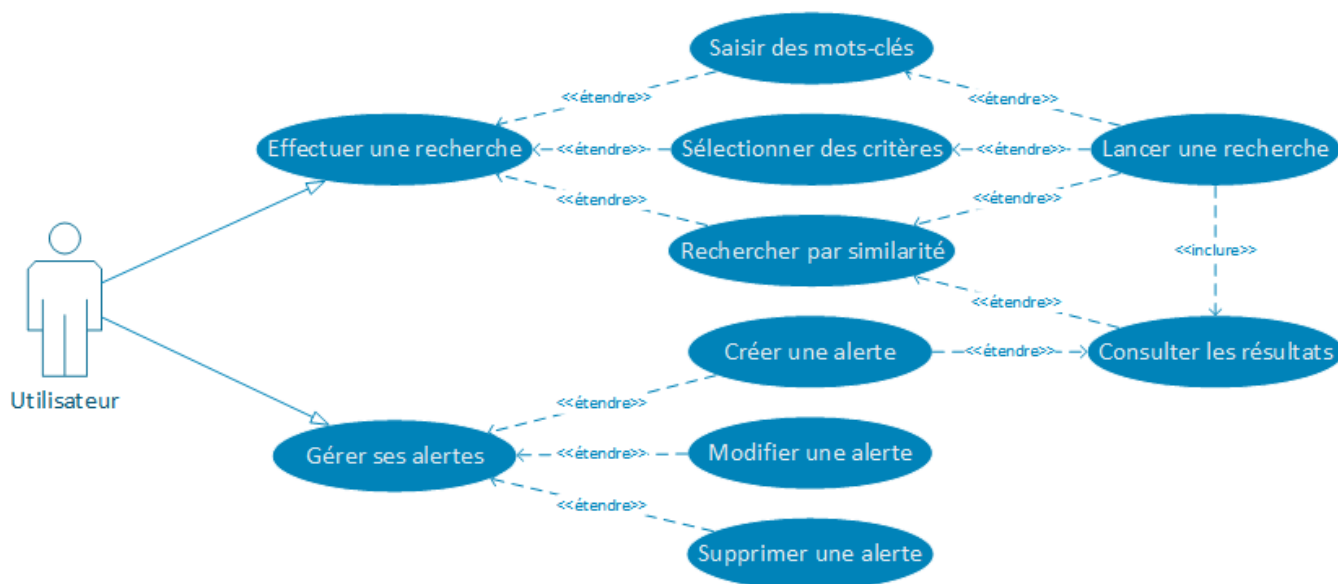 Saisir des mots-clés
<<étendre>>
<<étendre>>
Effectuer une recherche
<<étendre>>
Sélectionner des critères
<<étendre>>
Lancer une recherche
<<étendre>>
<<étendre>>
Rechercher par similarité
<<inclure>>
<<étendre>>
Créer une alerte
<<étendre>>
Consulter les résultats
Utilisateur
<<étendre>>
Gérer ses alertes
<<étendre>>
Modifier une alerte
<<étendre>>
Supprimer une alerte